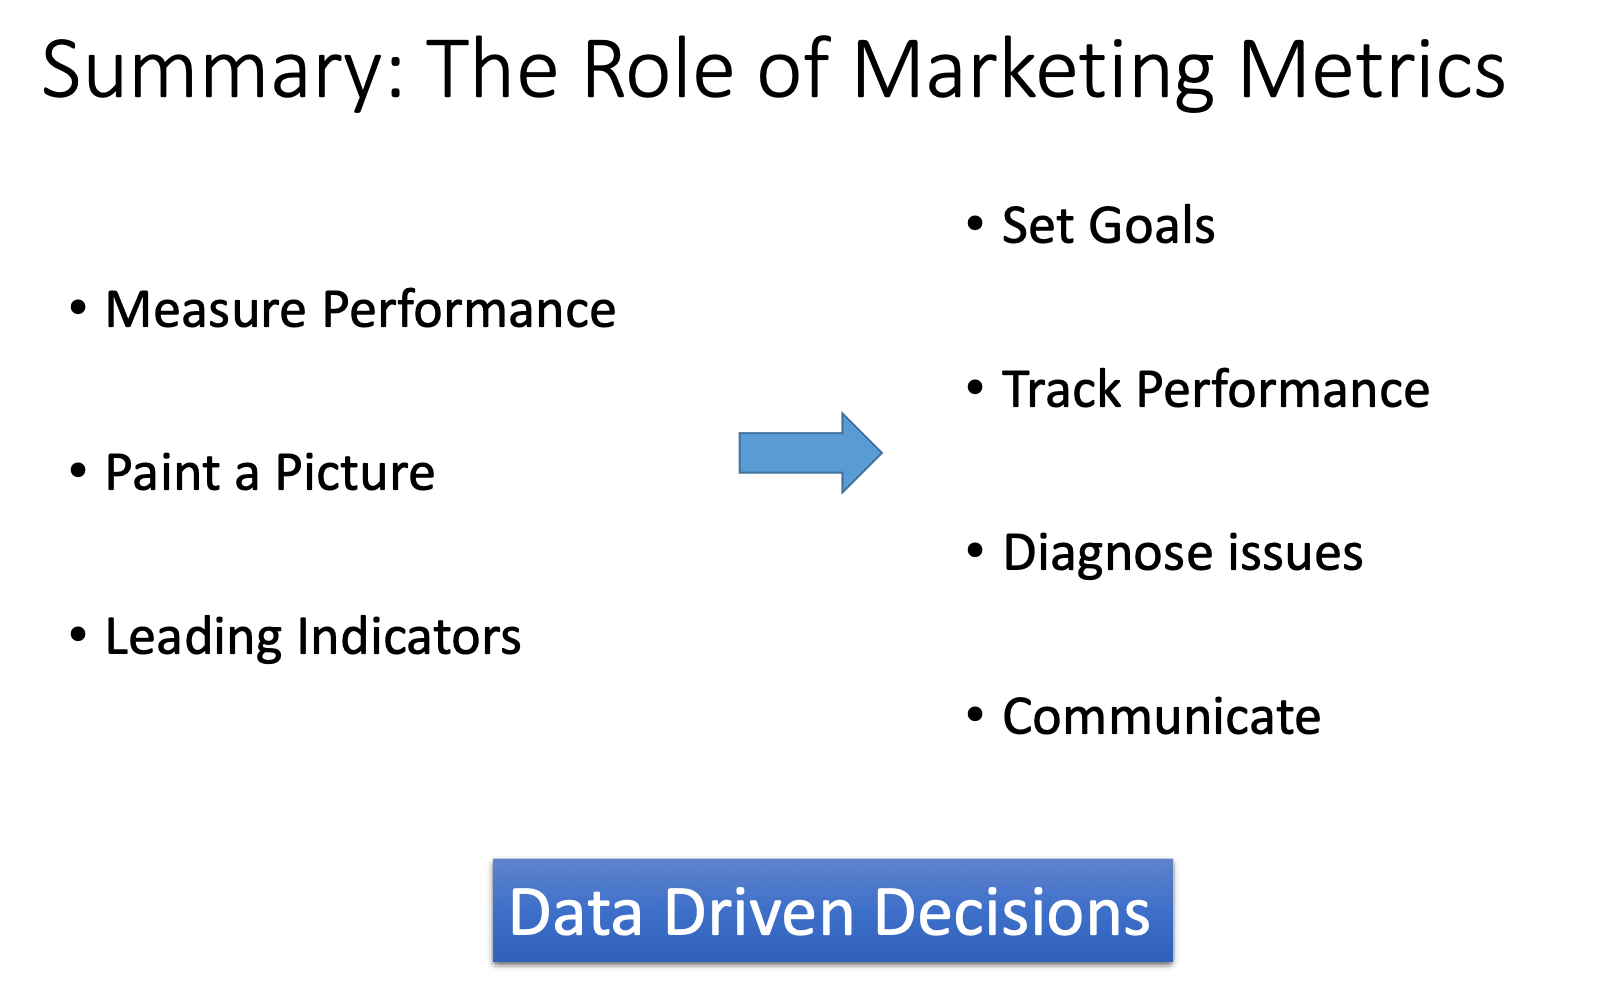 Summary: The Role of Marketing Metrics
• Measure Performance
• Paint a Picture
• Leading Indicators
• Set Goals
• Track Performance
• Diagnose issues
• Communicate
Data Driven Decisions